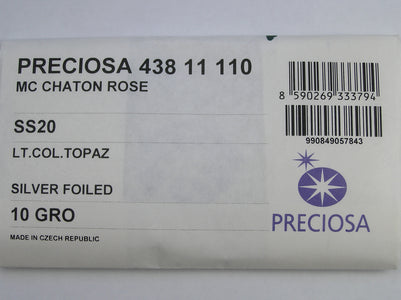 PRECIOSA 438 11 110
MC CHATON ROSE
SS20
LT.COL.TOPAZ
SILVER FOILED
10 GRO
MADE IN CZECH REPUBLIC
8 590269 333794
990849057843
PRECIOSA